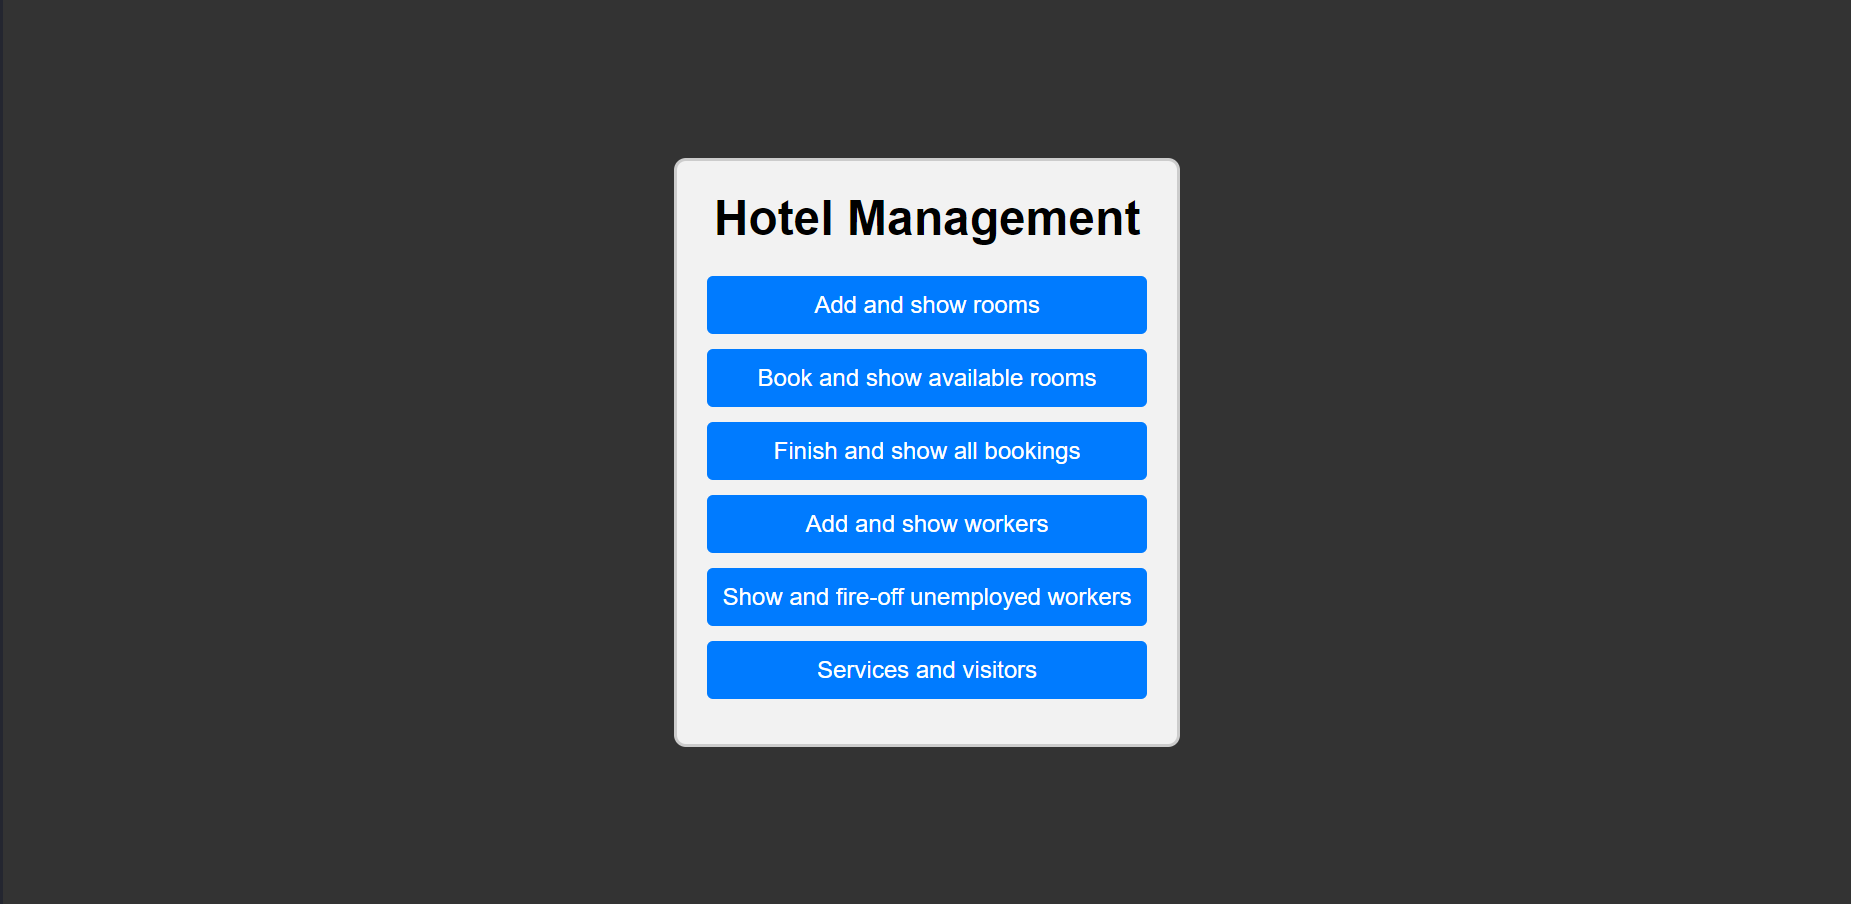 Hotel Management
Add and show rooms
Book and show available rooms
Finish and show all bookings
Add and show workers
Show and fire-off unemployed workers
Services and visitors